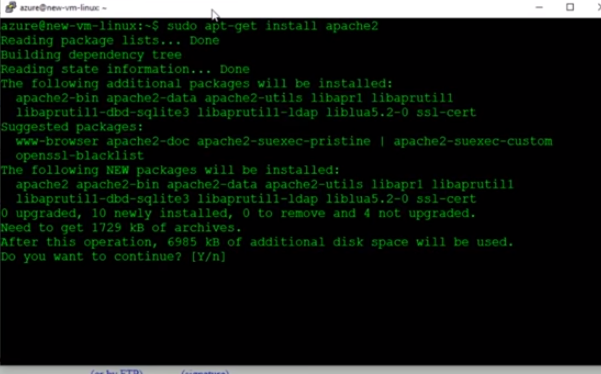 azure@new-vm-linux: ~
azure@new-vm-linux:~$ sudo apt-get install apache2
Reading package lists... Done
Building dependency tree
Reading state information... Done
The following additional packages will be installed:
apache2-bin apache2-data apache2-utils libapr1 libaprutil1
libaprutil1-dbd-sqlite3 libaprutil1-ldap liblua5.2-0 ssl-cert
Suggested packages:
www-browser apache2-doc apache2-suexec-pristine | apache2-suexec-custom
openssl-blacklist
The following NEW packages will be installed:
apache2 apache2-bin apache2-data apache2-utils libapr1 libaprutil1
libaprutil1-dbd-sqlite3 libaprutil1-ldap liblua5.2-0 ssl-cert
0 upgraded, 10 newly installed, 0 to remove and 4 not upgraded.
Need to get 1729 kB of archives.
After this operation, 6985 kB of additional disk space will be used.
Do you want to continue? [Y/n]
(or by FTP) (signature)